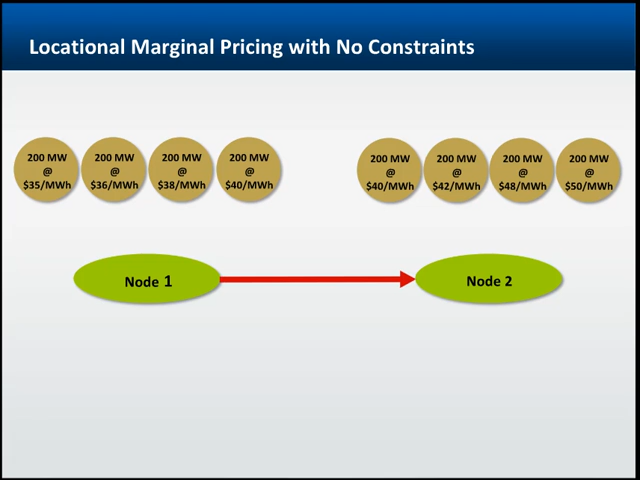 Locational Marginal Pricing with No Constraints
200 MW
@
$35/MWh
200 MW
@
$36/MWh
200 MW
@
$38/MWh
200 MW
@
$40/MWh
200 MW
@
$40/MWh
200 MW
@
$42/MWh
200 MW
@
$48/MWh
200 MW
@
$50/MWh
Node 1
Node 2